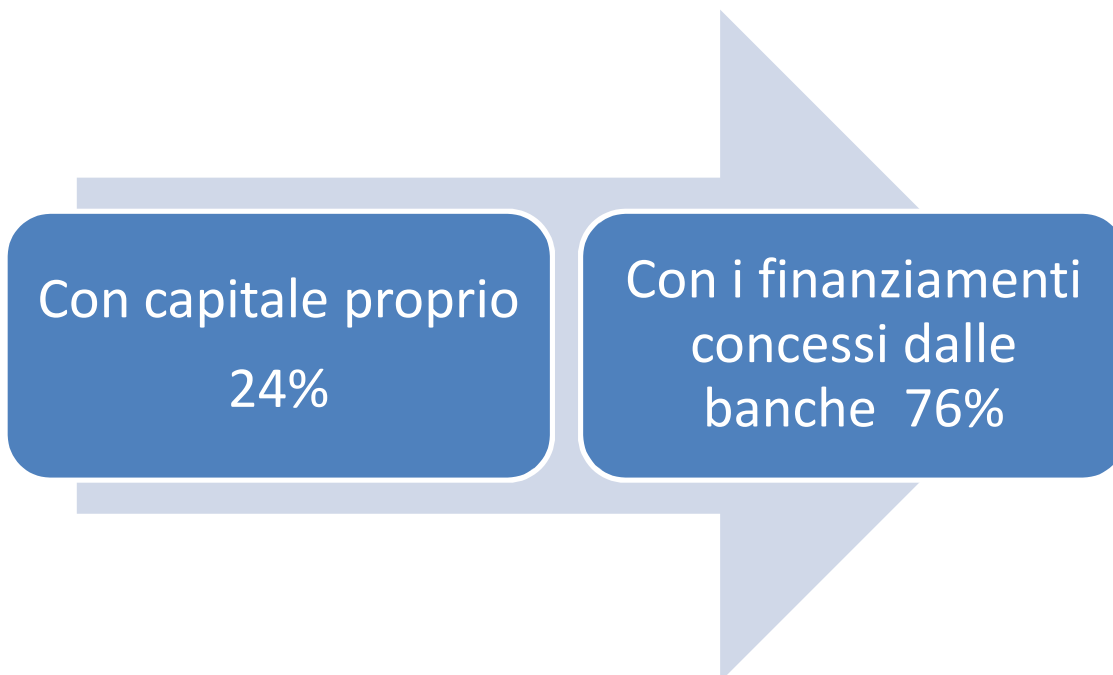 Con capitale proprio
24%
Con i finanziamenti
concessi dalle
banche 76%